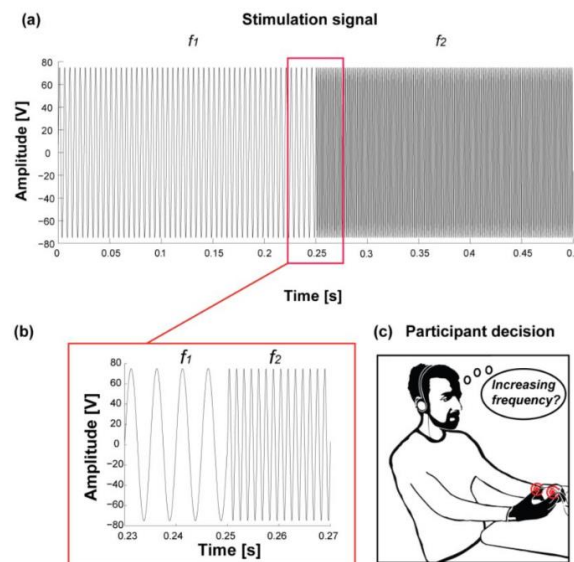 (a) Stimulation signal
f1 f2
Amplitude [V]
80
60
40
20
0
−20
−40
−60
−80
0 0.05 0.1 0.15 0.2 0.25 0.3 0.35 0.4 0.45 0.5
Time [s]
(b)
f1 f2
Amplitude [V]
80
60
40
20
0
−20
−40
−60
−80
0.23 0.24 0.25 0.26 0.27
Time [s]
(c) Participant decision
Increasing
frequency?